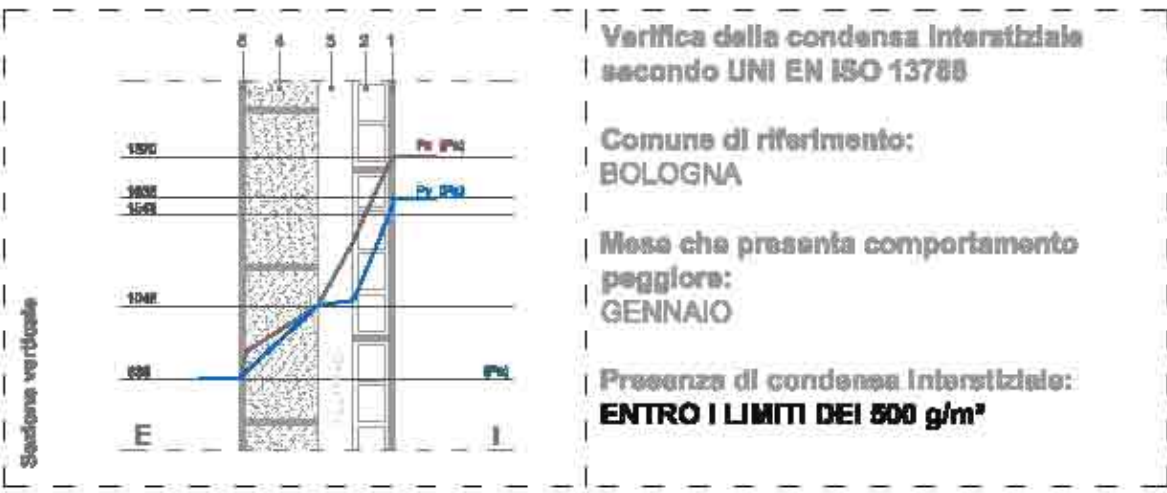 5 4 3 2 1
Ps (Pa)
Pv (Pa)
1045
(Pa)
E I
Sezione verticale
Verifica della condensa interstiziale
secondo UNI EN ISO 13788
Comune di riferimento:
BOLOGNA
Mese che presenta comportamento
peggiore:
GENNAIO
Presenza di condensa interstiziale:
ENTRO I LIMITI DEI 500 g/m²